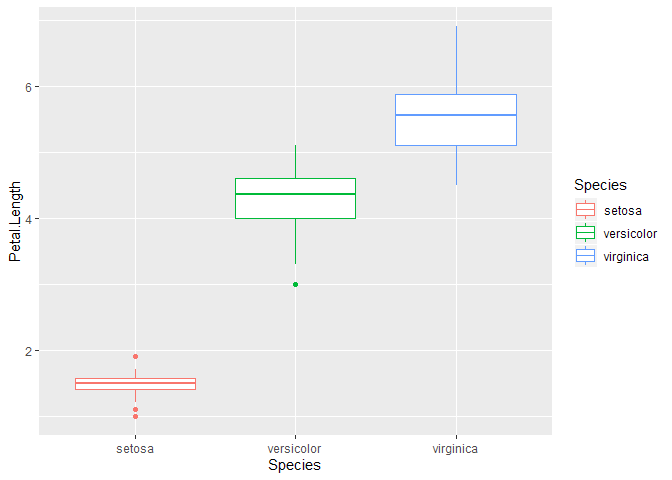 Petal.Length
6
4
2
setosa versicolor virginica
Species
Species
setosa
versicolor
virginica